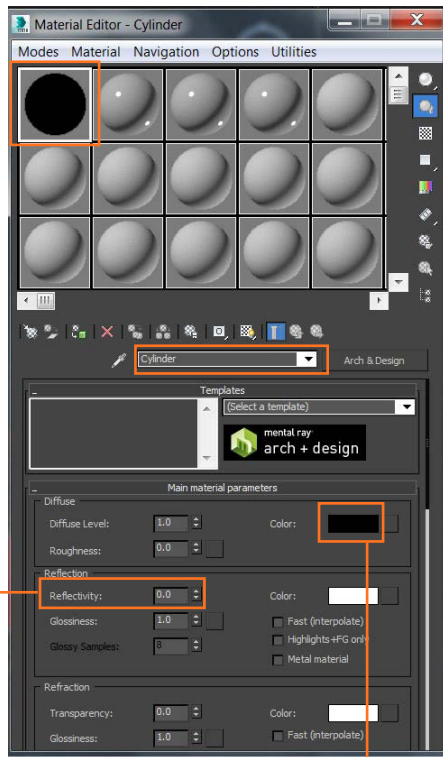 Material Editor - Cylinder
Modes Material Navigation Options Utilities
Cylinder Arch & Design
Templates
(Select a template)
mental ray
arch + design
Main material parameters
Diffuse
Diffuse Level: 1.0 Color:
Roughness: 0.0
Reflection
Reflectivity: 0.0 Color:
Glossiness: 1.0 Fast (interpolate)
Glossy Samples: 8 Highlights+FG only
Metal material
Refraction
Transparency: 0.0 Color:
Glossiness: 1.0 Fast (interpolate)